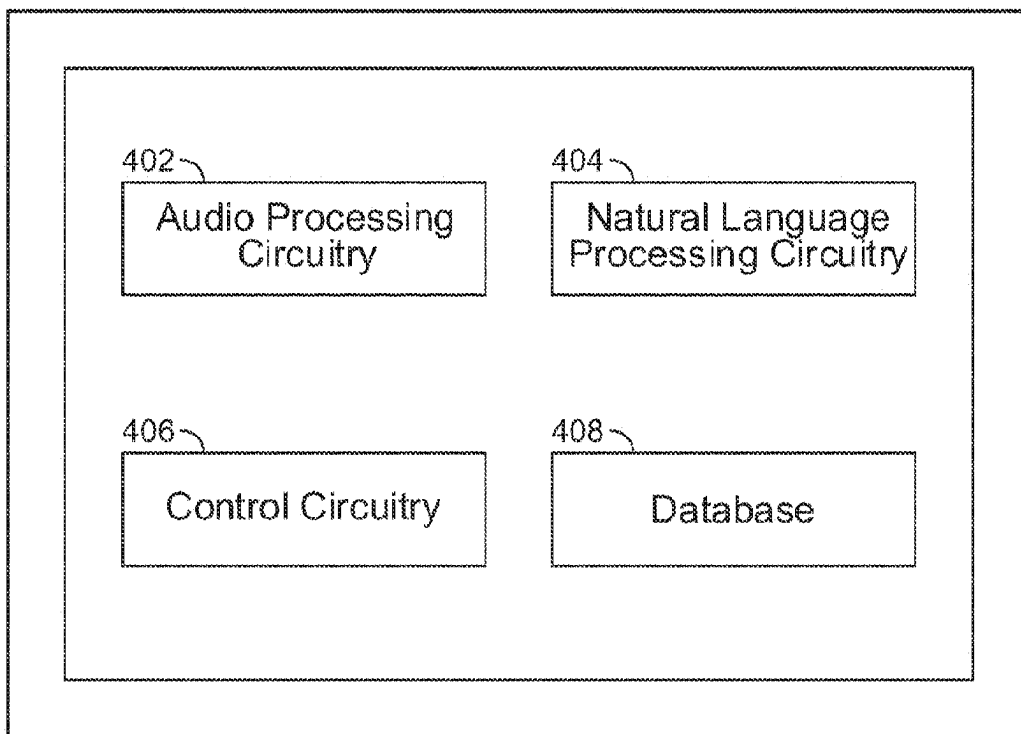 402
Audio Processing
Circuitry
404
Natural Language
Processing Circuitry
406
Control Circuitry
408
Database